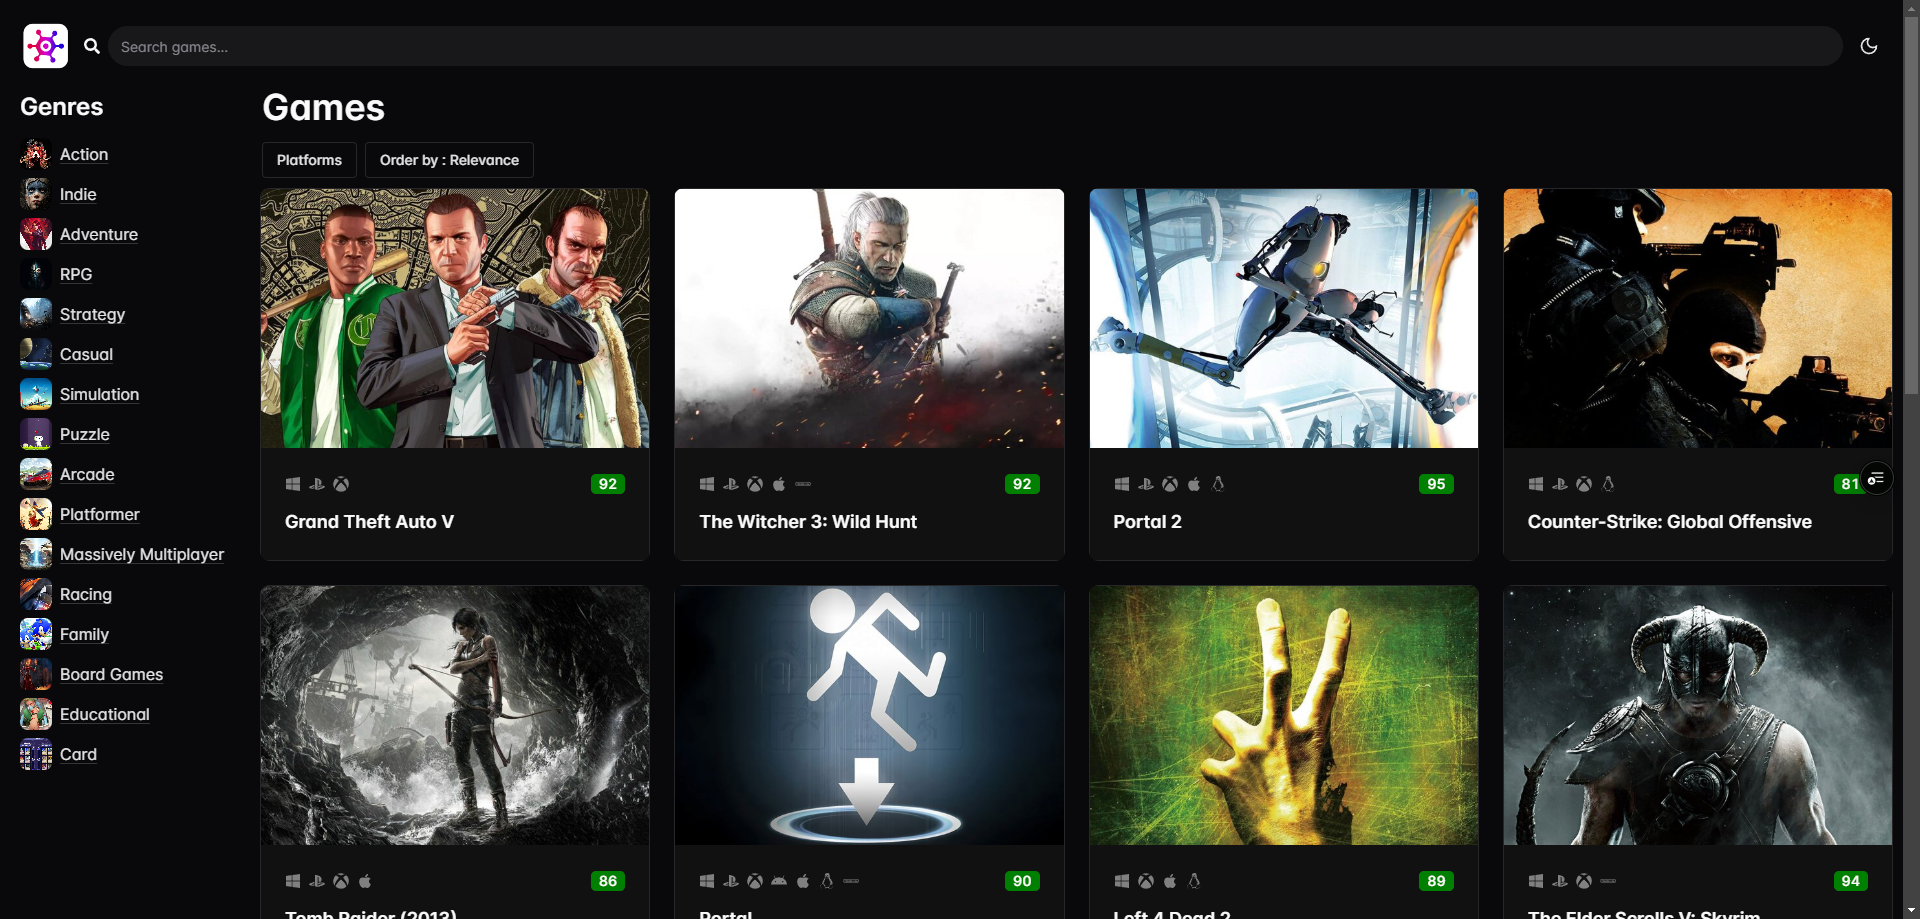 Search games...
Genres
Action
Indie
Adventure
RPG
Strategy
Casual
Simulation
Puzzle
Arcade
Platformer
Massively Multiplayer
Racing
Family
Board Games
Educational
Card
Games
Platforms
Order by : Relevance
92
Grand Theft Auto V
92
The Witcher 3: Wild Hunt
95
Portal 2
81
Counter-Strike: Global Offensive
86
Tomb Raider (2013)
90
Portal
89
Left 4 Dead 2
94
The Elder Scrolls V: Skyrim